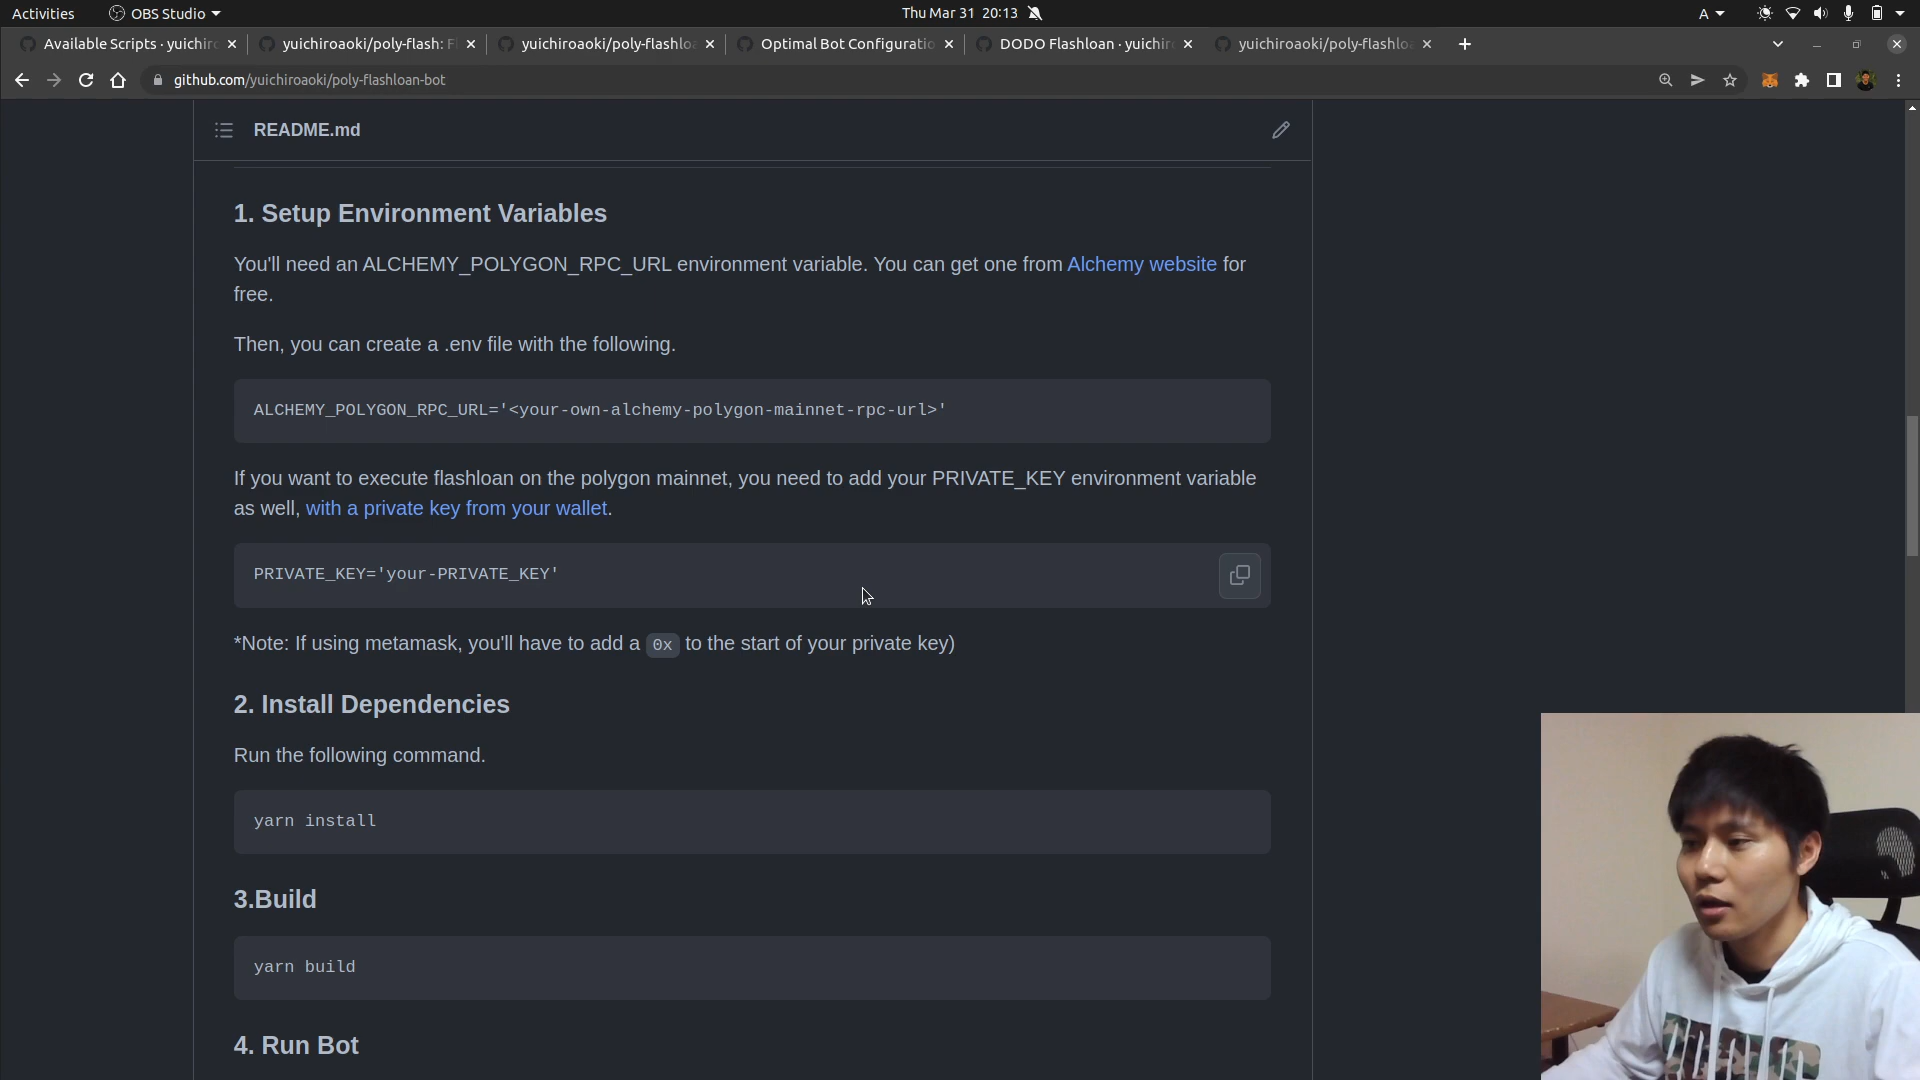 Activities
OBS Studio
Thu Mar 31 20:13
A
Available Scripts · yuichir
yuichiroaoki/poly-flash: F
yuichiroaoki/poly-flashlo
Optimal Bot Configuratio
DODO Flashloan · yuichir
yuichiroaoki/poly-flashlo
github.com/yuichiroaoki/poly-flashloan-bot
README.md
1. Setup Environment Variables
You'll need an ALCHEMY_POLYGON_RPC_URL environment variable. You can get one from Alchemy website for
free.
Then, you can create a .env file with the following.
ALCHEMY_POLYGON_RPC_URL='<your-own-alchemy-polygon-mainnet-rpc-url>'
If you want to execute flashloan on the polygon mainnet, you need to add your PRIVATE_KEY environment variable
as well, with a private key from your wallet.
PRIVATE_KEY='your-PRIVATE_KEY'
*Note: If using metamask, you'll have to add a 0x to the start of your private key)
2. Install Dependencies
Run the following command.
yarn install
3.Build
yarn build
4. Run Bot